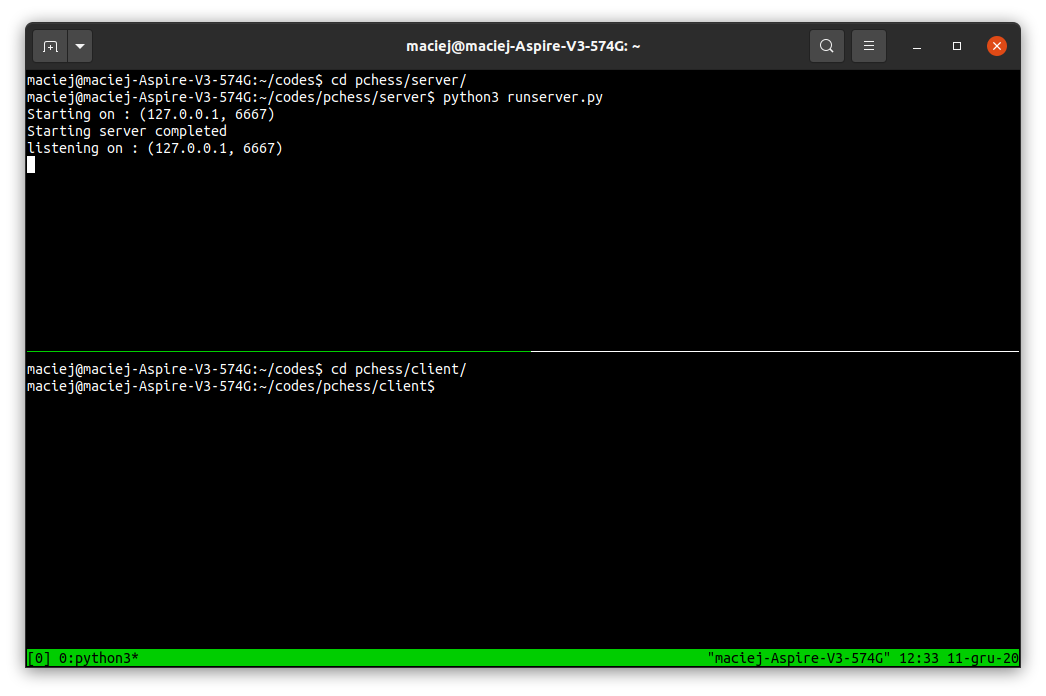 maciej@maciej-Aspire-V3-574G: ~
maciej@maciej-Aspire-V3-574G:~/codes$ cd pchess/server/
maciej@maciej-Aspire-V3-574G:~/codes/pchess/server$ python3 runserver.py
Starting on : (127.0.0.1, 6667)
Starting server completed
listening on : (127.0.0.1, 6667)
maciej@maciej-Aspire-V3-574G:~/codes$ cd pchess/client/
maciej@maciej-Aspire-V3-574G:~/codes/pchess/client$
[0] 0:python3* "maciej-Aspire-V3-574G" 12:33 11-gru-20